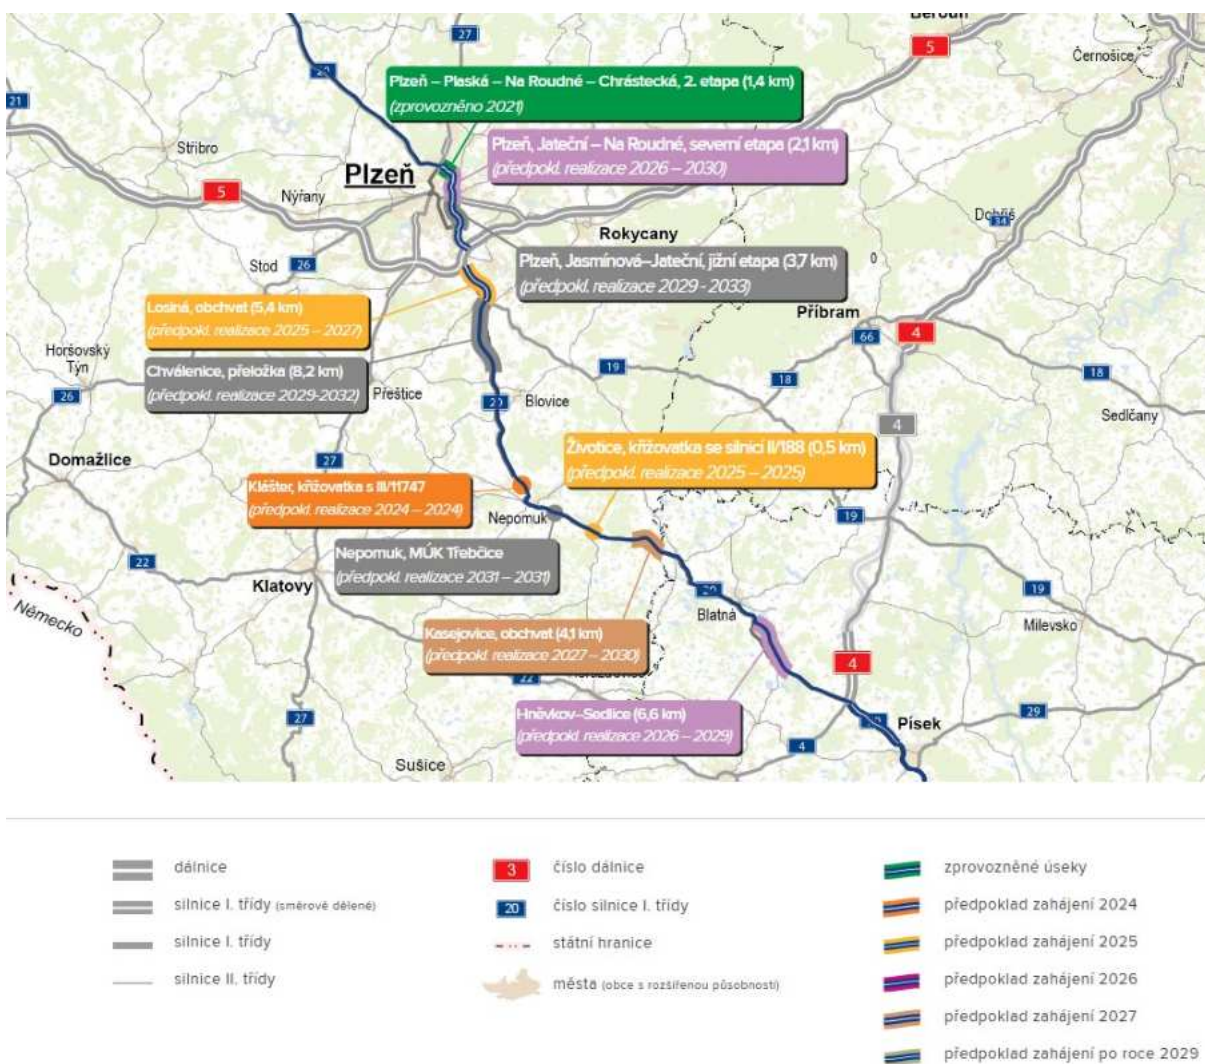 Beroun
27
5
Černošice
20
Plzeň – Plaská – Na Roudné – Chrástecká, 2. etapa (1,4 km)
(zprovozněno 2021)
21
Stříbro
Plzeň, Jateční – Na Roudné, severní etapa (2,1 km)
(předpokl. realizace 2026 – 2030)
Plzeň
5
Nýřany
Dobříš
34
Rokycany
Stod
26
Plzeň, Jasmínová–Jateční, jižní etapa (3,7 km)
(předpokl. realizace 2029 - 2033)
0
Losiná, obchvat (5,4 km)
(předpokl. realizace 2025 – 2027)
Příbram
66
4
Horšovský
Týn
Chválenice, přeložka (8,2 km)
(předpokl. realizace 2029-2032)
19
18
18
26
Přeštice
20
Blovice
Sedlčany
4
Životice, křižovatka se silnicí II/188 (0,5 km)
(předpokl. realizace 2025 – 2025)
Domažlice
27
Klášter, křižovatka s III/11747
(předpokl. realizace 2024 – 2024)
Nepomuk
19
Nepomuk, MÚK Třebčice
(předpokl. realizace 2031 – 2031)
22
Klatovy
20
19
Německo
Blatná
Milevsko
Kasejovice, obchvat (4,1 km)
(předpokl. realizace 2027 – 2030)
4
22
Hněvkov–Sedlice (6,6 km)
(předpokl. realizace 2026 – 2029)
27
29
Písek
4
Sušice
dálnice
silnice I. třídy (směrově dělené)
silnice I. třídy
silnice II. třídy
3
číslo dálnice
20
číslo silnice I. třídy
státní hranice
města (obce s rozšířenou působností)
zprovozněné úseky
předpoklad zahájení 2024
předpoklad zahájení 2025
předpoklad zahájení 2026
předpoklad zahájení 2027
předpoklad zahájení po roce 2029